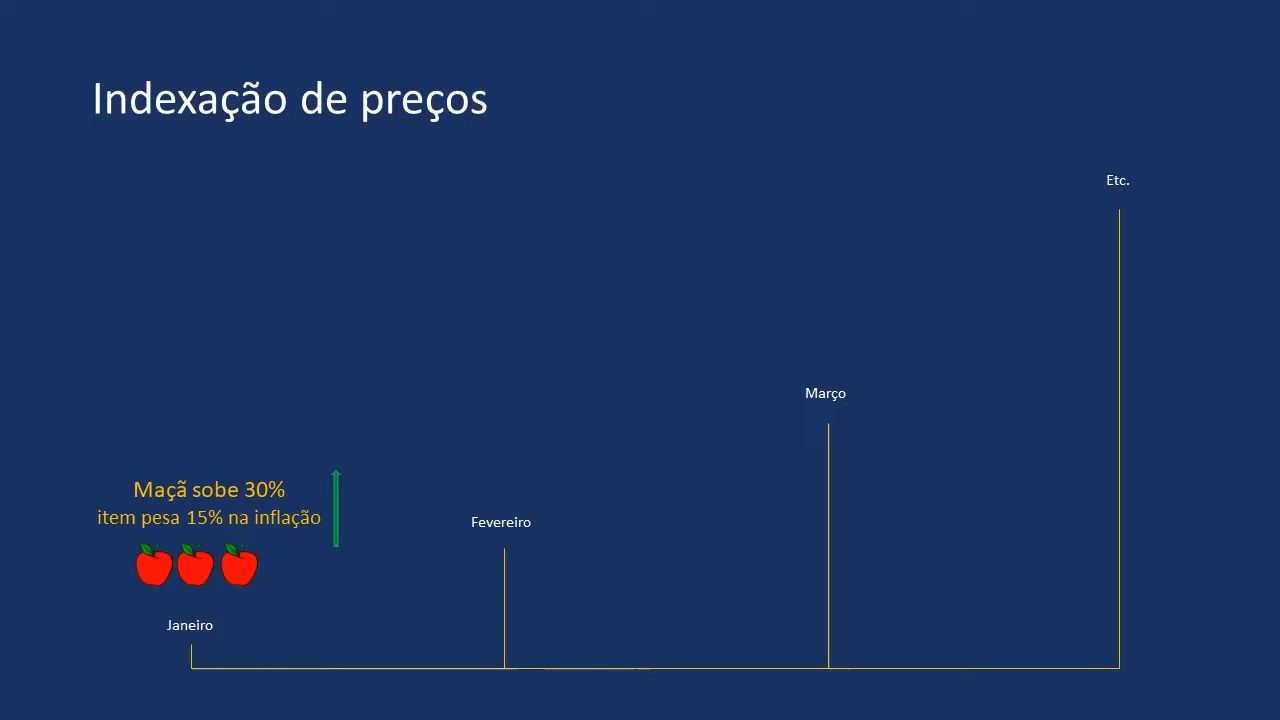 Indexação de preços
Etc.
Março
Maçã sobe 30%
item pesa 15% na inflação
Fevereiro
Janeiro